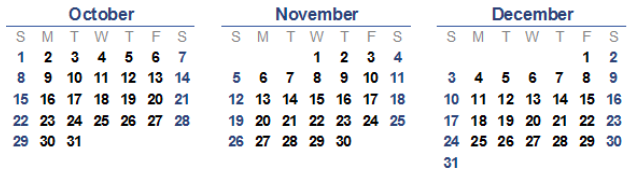 October November December
S M T W T F S S M T W T F S S M T W T F S
1 2 3 4 5 6 7 1 2 3 4 1 2
8 9 10 11 12 13 14 5 6 7 8 9 10 11 3 4 5 6 7 8 9
15 16 17 18 19 20 21 12 13 14 15 16 17 18 10 11 12 13 14 15 16
22 23 24 25 26 27 28 19 20 21 22 23 24 25 17 18 19 20 21 22 23
29 30 31 26 27 28 29 30 24 25 26 27 28 29 30
31